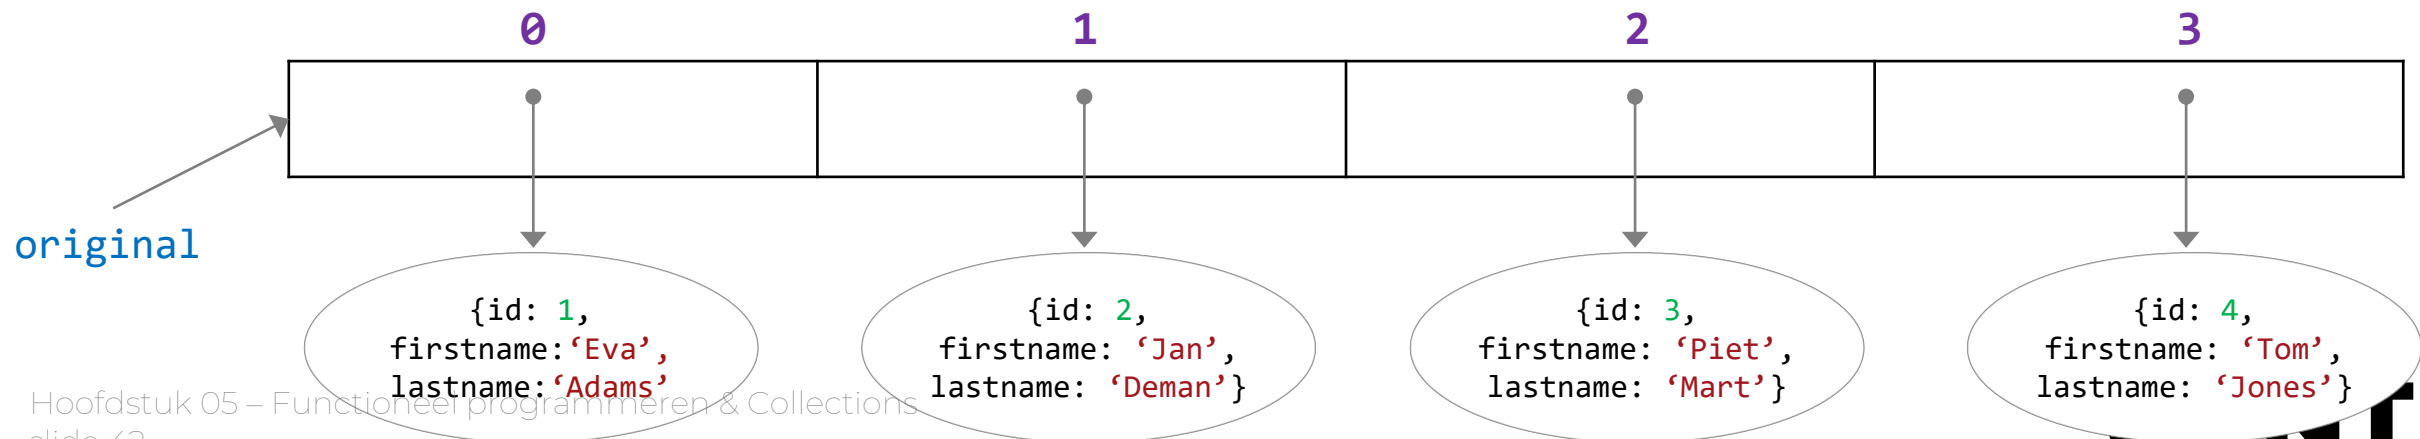 0 1 2 3
original
{id: 1,
firstname:‘Eva’,
lastname:‘Adams’
{id: 2,
firstname: ‘Jan’,
lastname: ‘Deman’}
{id: 3,
firstname: ‘Piet’,
lastname: ‘Mart’}
{id: 4,
firstname: ‘Tom’,
lastname: ‘Jones’}
Hoofdstuk 05 – Functioneel programmeren & Collections
slide